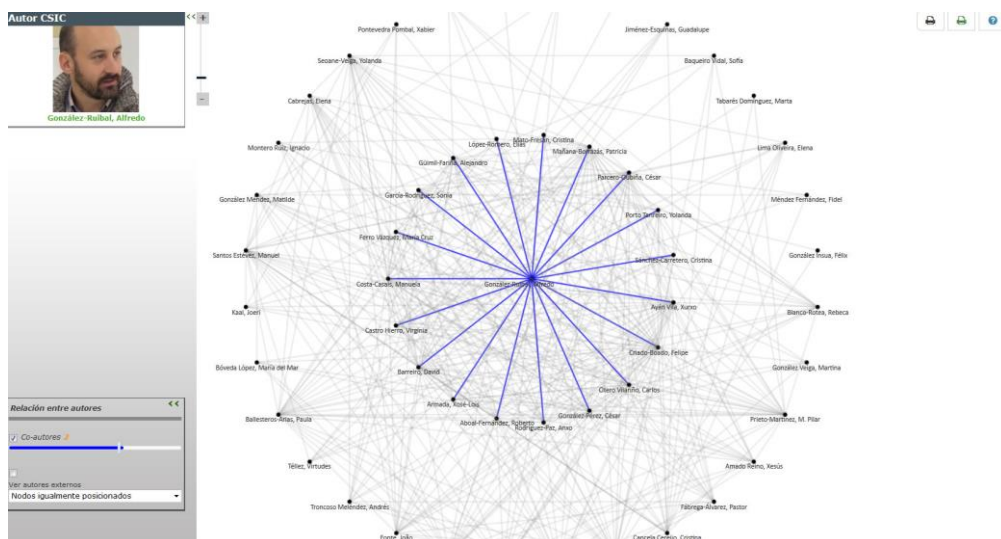 Autor CSIC
González-Ruibal, Alfredo
Pontevedra Pombal, Xabier
Jiménez-Esquinas, Guadalupe
Seoane-Veiga, Yolanda
Baqueiro Vidal, Sofía
Cabrejas, Elena
Tabarés Domínguez, Marta
Mato-Fresán, Cristina
López-Romero, Elías
Mañana-Borrazás, Patricia
Montero Ruiz, Ignacio
Lima Oliveira, Elena
Güimil-Fariña, Alejandro
Parcero-Oubiña, César
García-Rodríguez, Sonia
González Méndez, Matilde
Méndez Fernández, Fidel
Porto Tenreiro, Yolanda
Ferro Vázquez, María Cruz
Santos Estévez, Manuel
González Insua, Félix
Sánchez-Carretero, Cristina
Costa-Casais, Manuela
González-Ruibal, Alfredo
Ayán Vila, Xurxo
Kaal, Joeri
Blanco-Rotea, Rebeca
Castro Hierro, Virginia
Criado-Boado, Felipe
Bóveda López, María del Mar
González Veiga, Martina
Barreiro, David
Otero Vilariño, Carlos
Armada, Xosé-Lois
González-Pérez, César
Ballesteros-Arias, Paula
Aboal-Fernández, Roberto
Rodríguez-Paz, Anxo
Prieto-Martínez, M. Pilar
Téllez, Virtudes
Amado Reino, Xesús
Troncoso Meléndez, Andrés
Fábrega-Álvarez, Pastor
Fonte, João
Cancela Cereijo, Cristina
Relación entre autores
Co-autores 2
Ver autores externos
Nodos igualmente posicionados